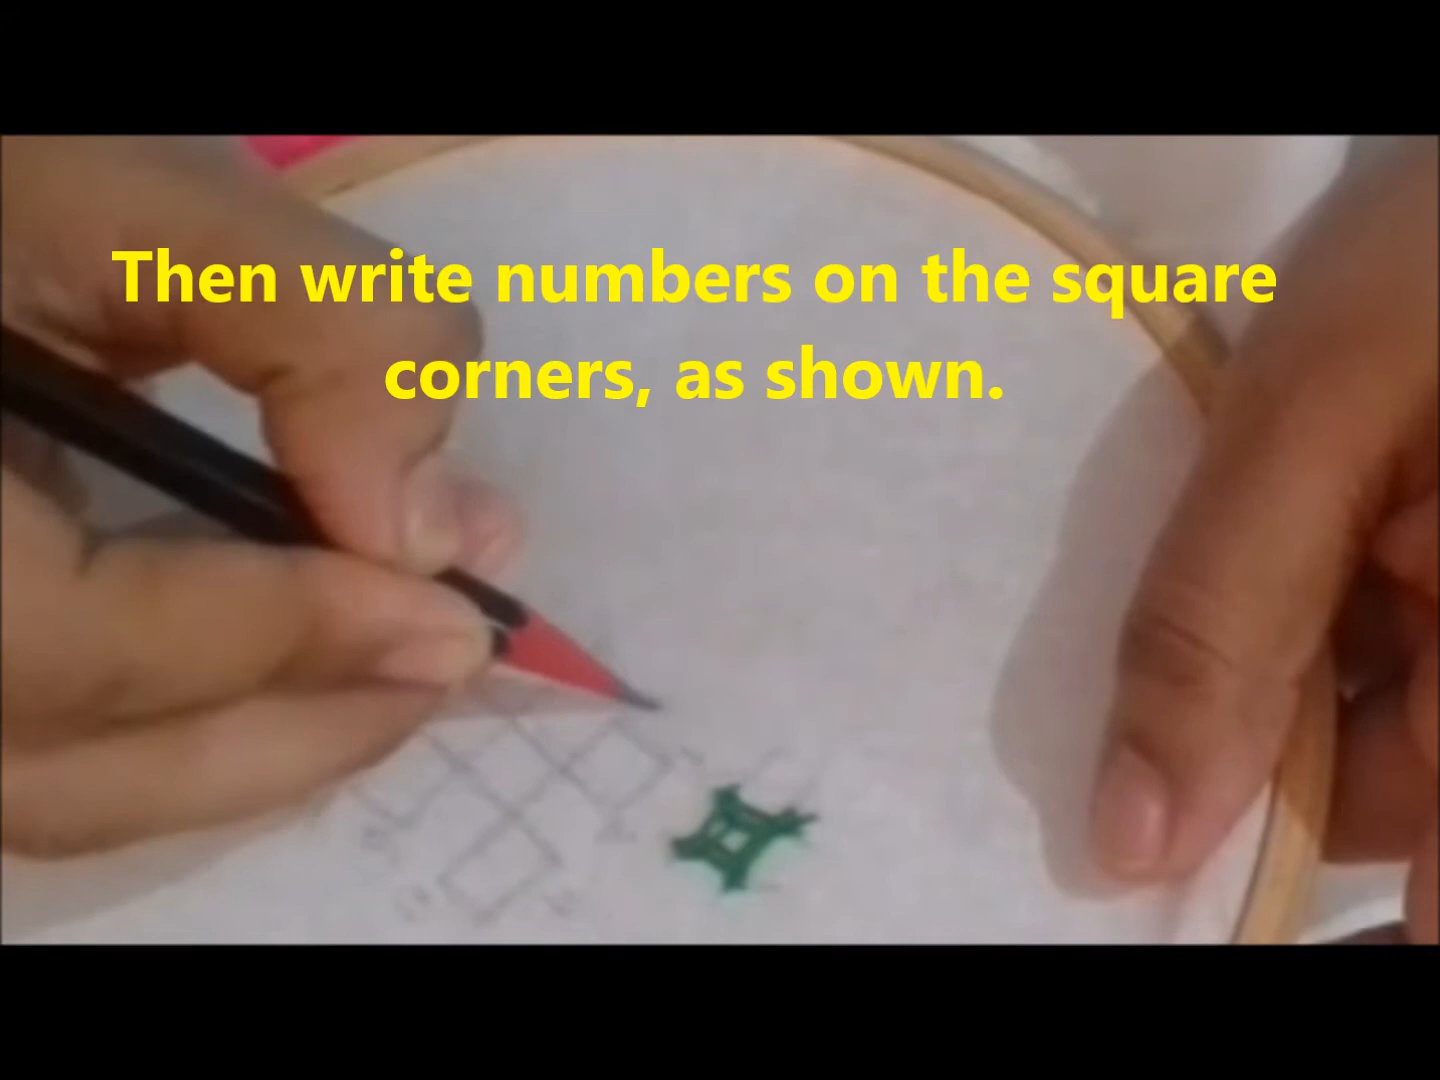 Then write numbers on the square
corners, as shown.